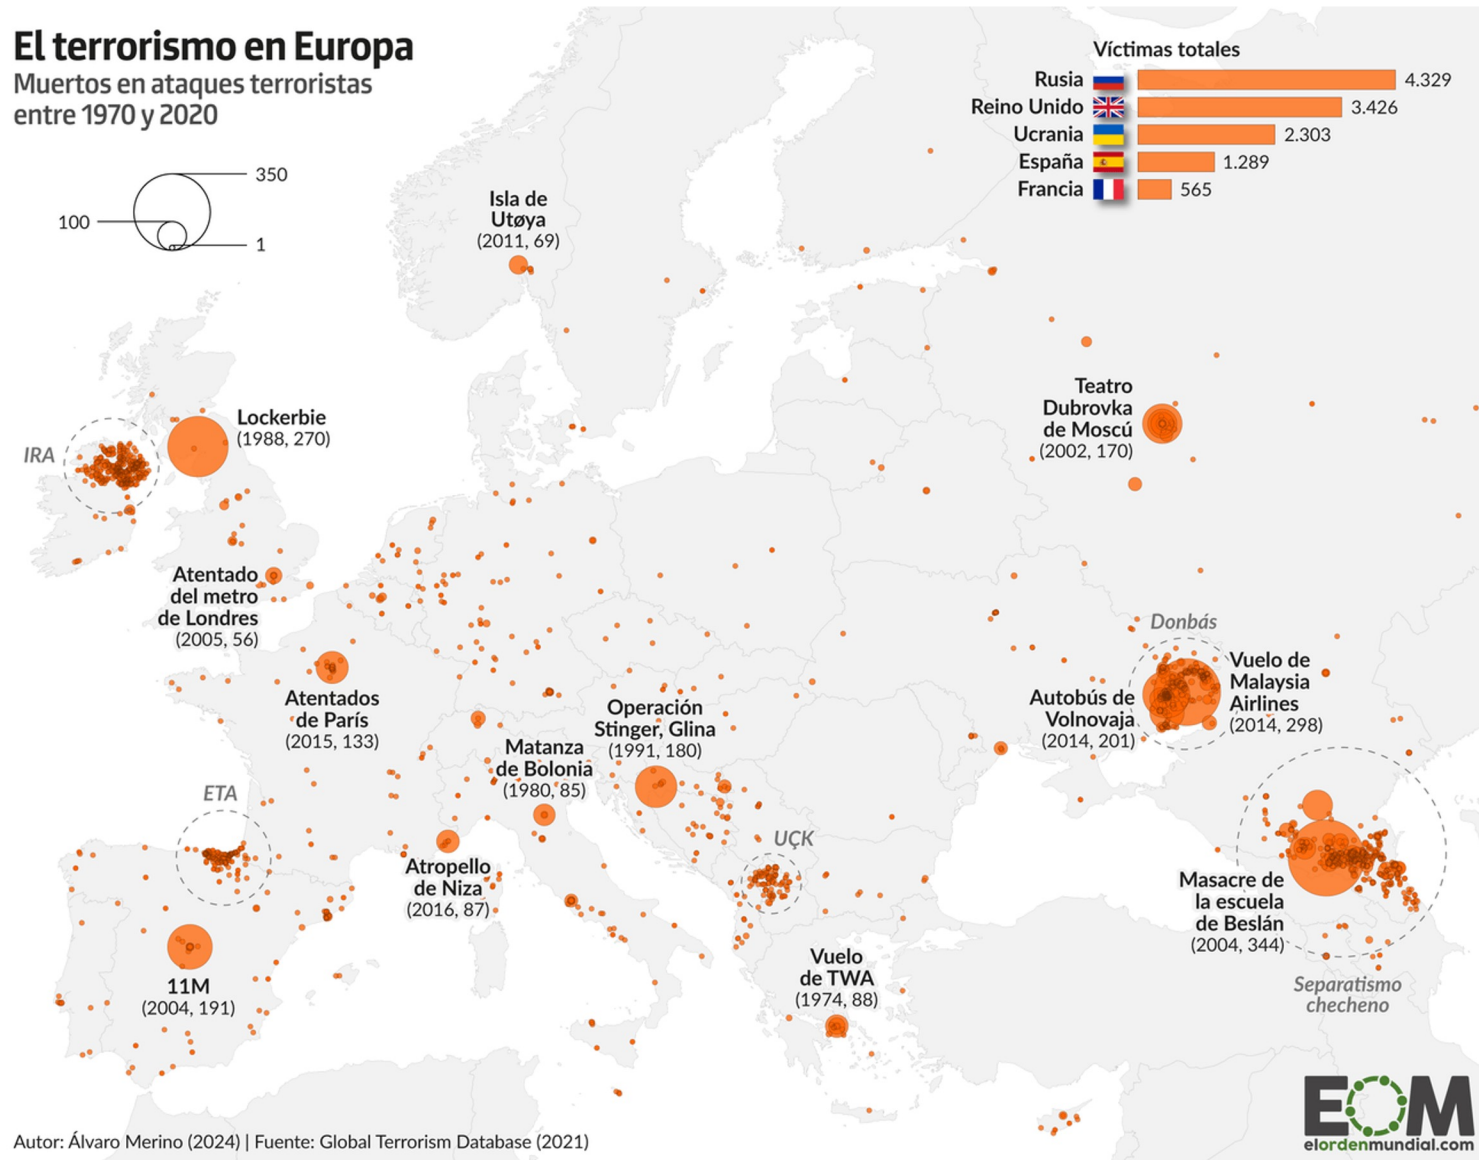 El terrorismo en Europa
Muertos en ataques terroristas
entre 1970 y 2020
350
100
1
Víctimas totales
Rusia 4.329
Reino Unido 3.426
Ucrania 2.303
España 1.289
Francia 565
Isla de
Utøya
(2011, 69)
Lockerbie
(1988, 270)
IRA
Teatro
Dubrovka
de Moscú
(2002, 170)
Atentado
del metro
de Londres
(2005, 56)
Atentados
de París
(2015, 133)
Operación
Stinger, Glina
(1991, 180)
Matanza
de Bolonia
(1980, 85)
Donbás
Autobús de
Volnovaja
(2014, 201)
Vuelo de
Malaysia
Airlines
(2014, 298)
ETA
Atropello
de Niza
(2016, 87)
UÇK
Masacre de
la escuela
de Beslán
(2004, 344)
Separatismo
checheno
11M
(2004, 191)
Vuelo
de TWA
(1974, 88)
Autor: Álvaro Merino (2024) | Fuente: Global Terrorism Database (2021)
EOM
elordenmundial.com